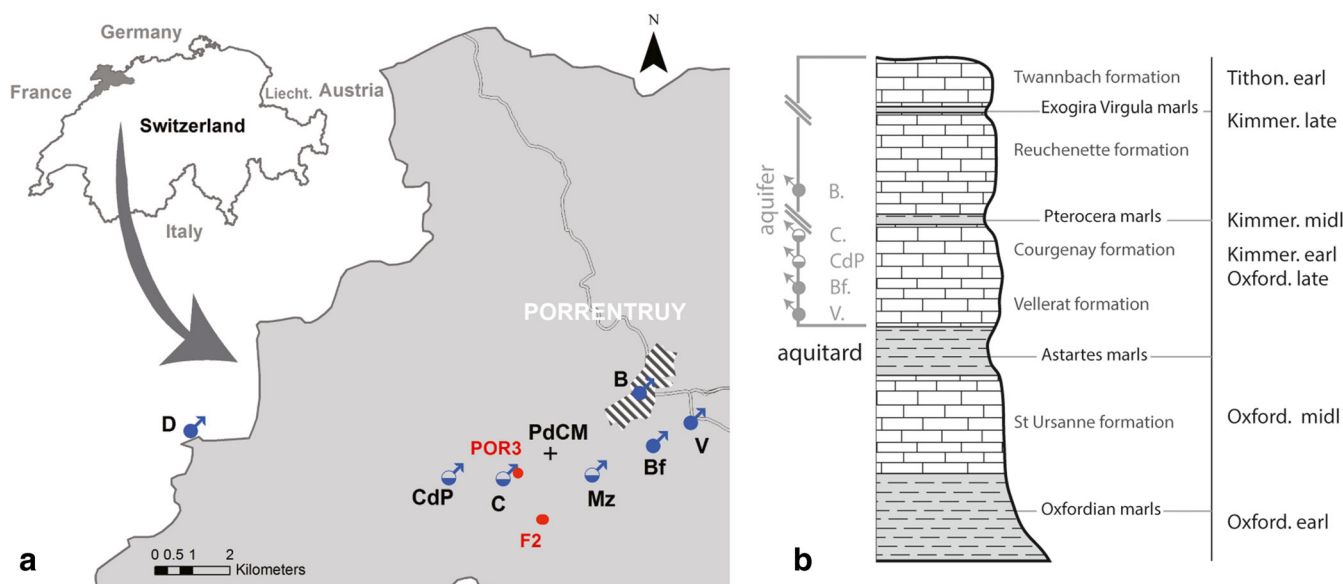 Germany
France
Liecht. Austria
Switzerland
Italy
N
PORRENTRUY
B
V
Bf
D
POR3
PdCM
CdP
C
Mz
F2
a
0 0.5 1 2
Kilometers
aquifer
B.
C.
CdP
Bf.
V.
aquitard
Twannbach formation
Exogira Virgula marls
Reuchenette formation
Pterocera marls
Courgenay formation
Vellerat formation
Astartes marls
St Ursanne formation
Oxfordian marls
Tithon. earl
Kimmer. late
Kimmer. midl
Kimmer. earl
Oxford. late
Oxford. midl
Oxford. earl
b